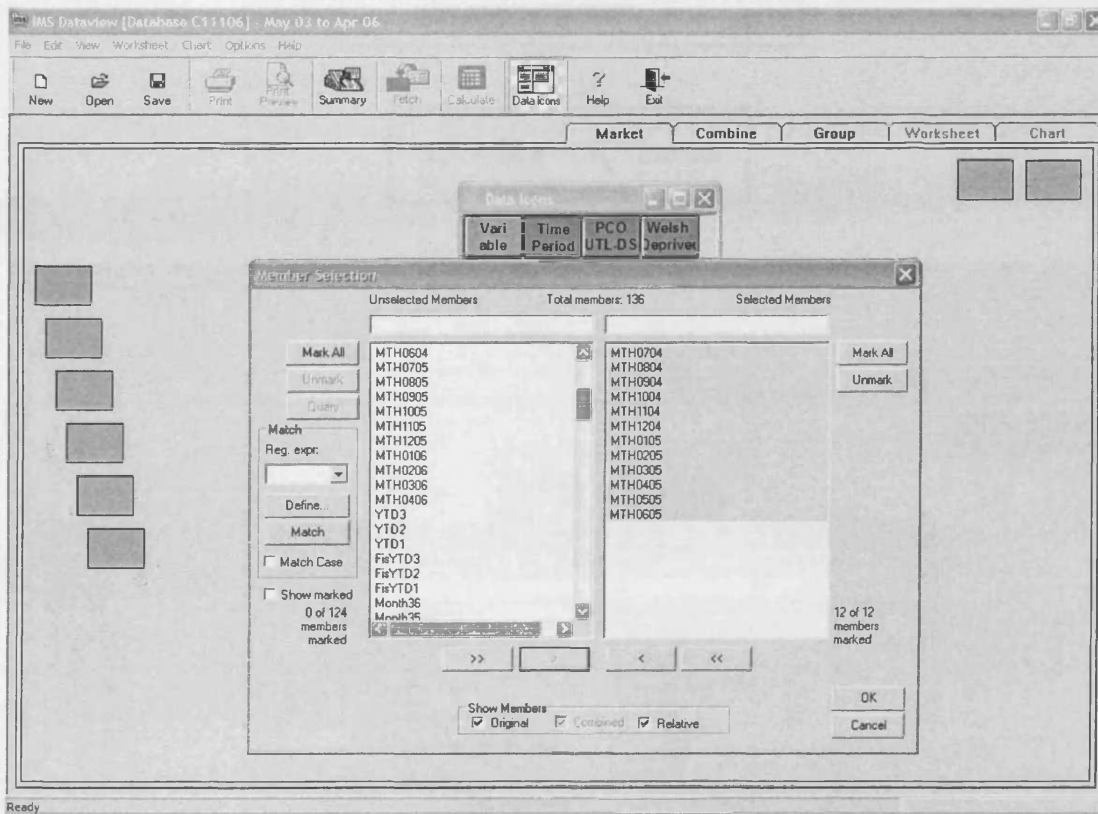 IMS Dataview [Database C11106] - May 03 to Apr 06
File Edit View Worksheet Chart Options Help
New Open Save Print Print Preview Summary Fetch Calculate Data Icons Help Exit
Market Combine Group Worksheet Chart
Data Icons
Vari able Time Period PCO UTL-DS Welsh Deprivet
Member Selection
Unselected Members Total members: 136 Selected Members
Mark All
Unmark
Query
Match
Reg. expr:
Define...
Match
Match Case
Show marked
0 of 124
members
marked
MTH0604
MTH0705
MTH0805
MTH0905
MTH1005
MTH1105
MTH1205
MTH0106
MTH0206
MTH0306
MTH0406
YTD3
YTD2
YTD1
FisYTD3
FisYTD2
FisYTD1
Month36
Month35
MTH0704
MTH0804
MTH0904
MTH1004
MTH1104
MTH1204
MTH0105
MTH0205
MTH0305
MTH0405
MTH0505
MTH0605
Mark All
Unmark
12 of 12
members
marked
>> > < <<
Show Members
Original Combined Relative
OK
Cancel
Ready